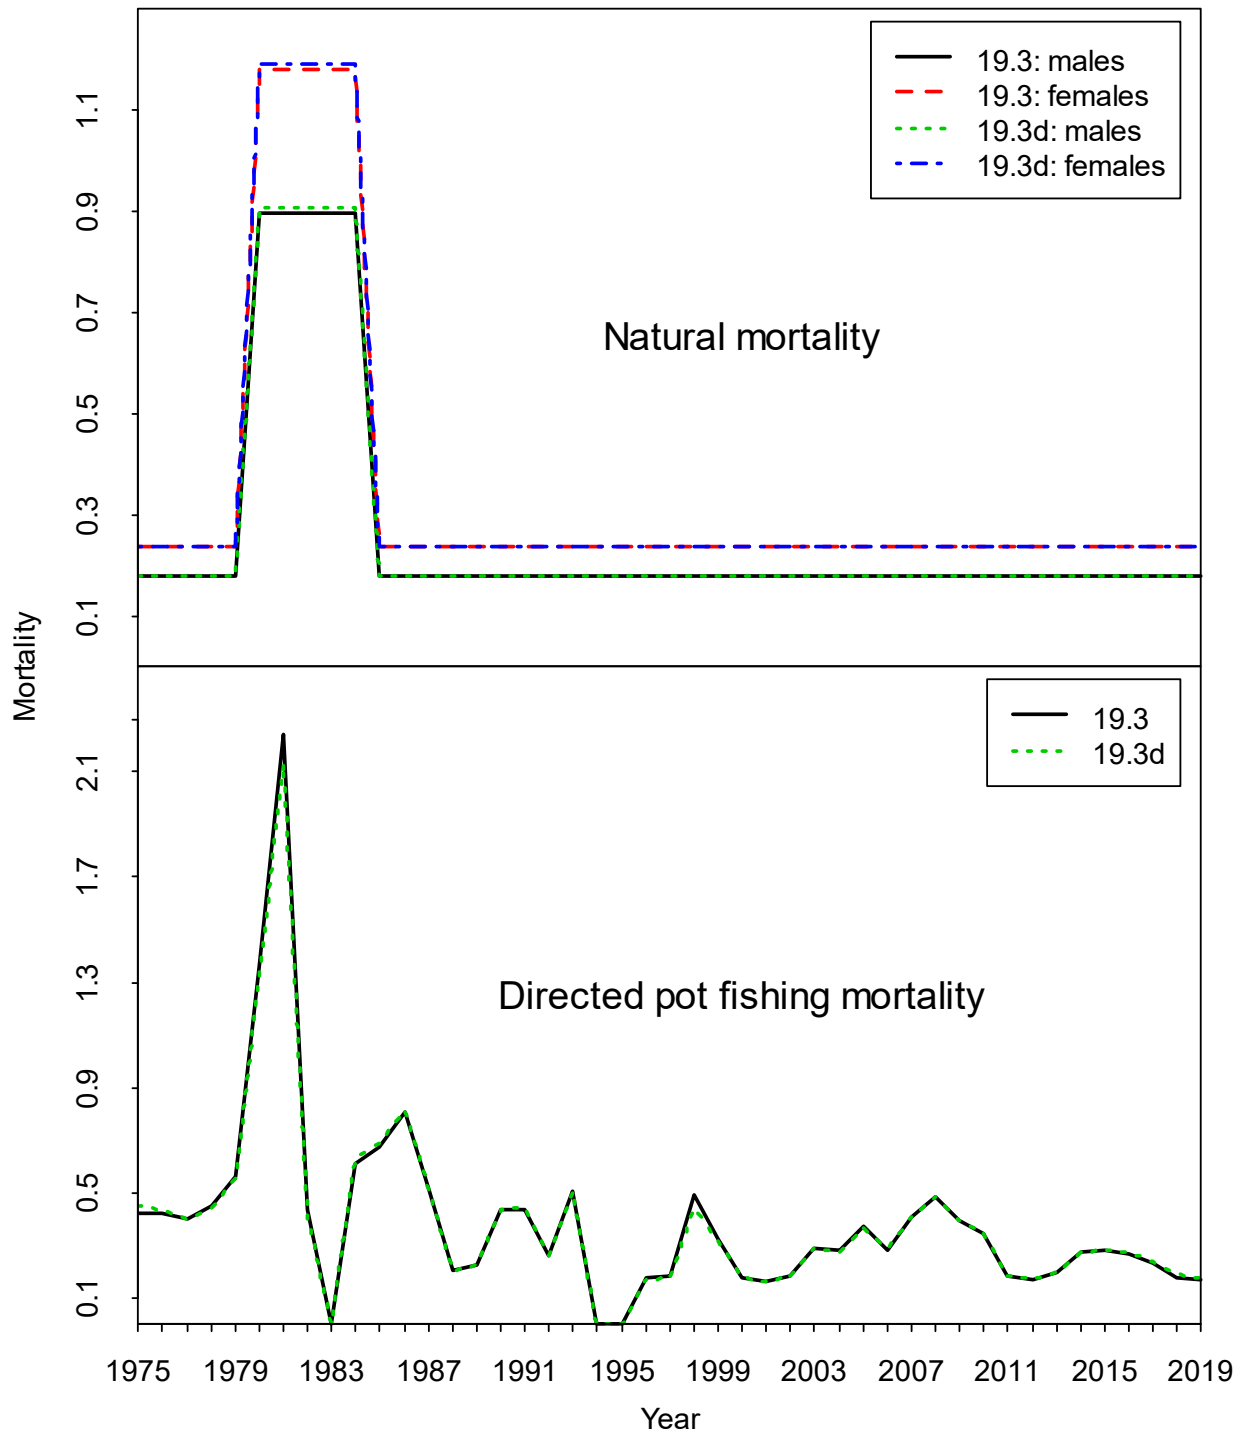 19.3: males
19.3: females
19.3d: males
19.3d: females
1.1
0.9
0.7
0.5
0.3
0.1
Natural mortality
Mortality
19.3
19.3d
2.1
1.7
1.3
0.9
0.5
0.1
Directed pot fishing mortality
1975 1979 1983 1987 1991 1995 1999 2003 2007 2011 2015 2019
Year